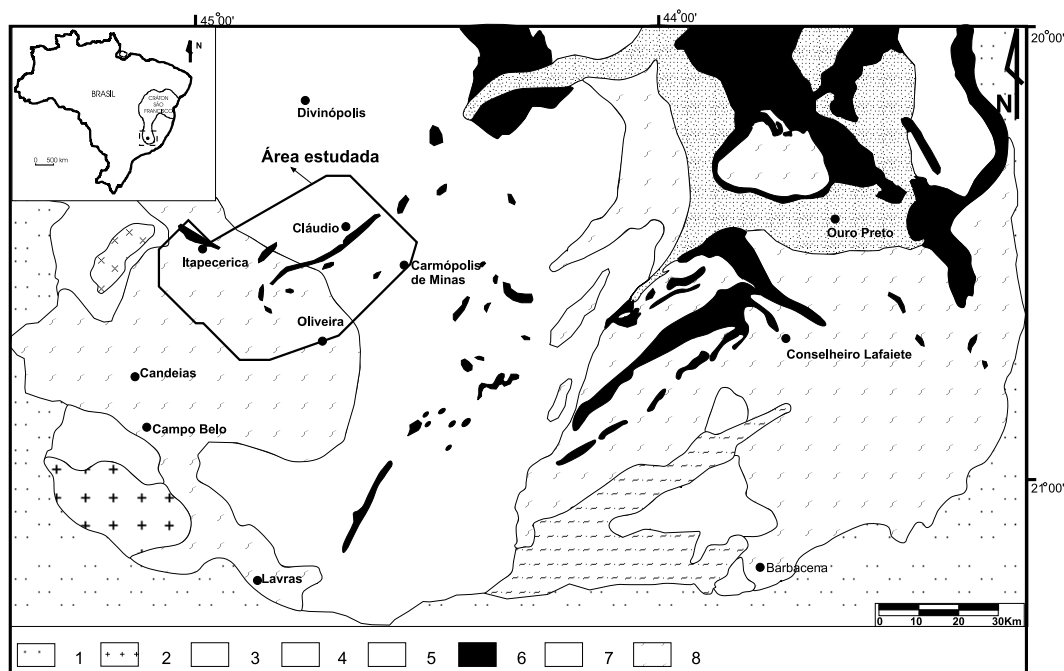 45°00'
44°00'
20°00'
N
BRASIL
CRÁTON
SÃO
FRANCISCO
0 500 km
Divinópolis
Área estudada
N
Cláudio
Ouro Preto
Itapecerica
Carmópolis
de Minas
Oliveira
Conselheiro Lafaiete
Candeias
Campo Belo
21°00'
Barbacena
Lavras
0 10 20 30Km
1 2 3 4 5 6 7 8